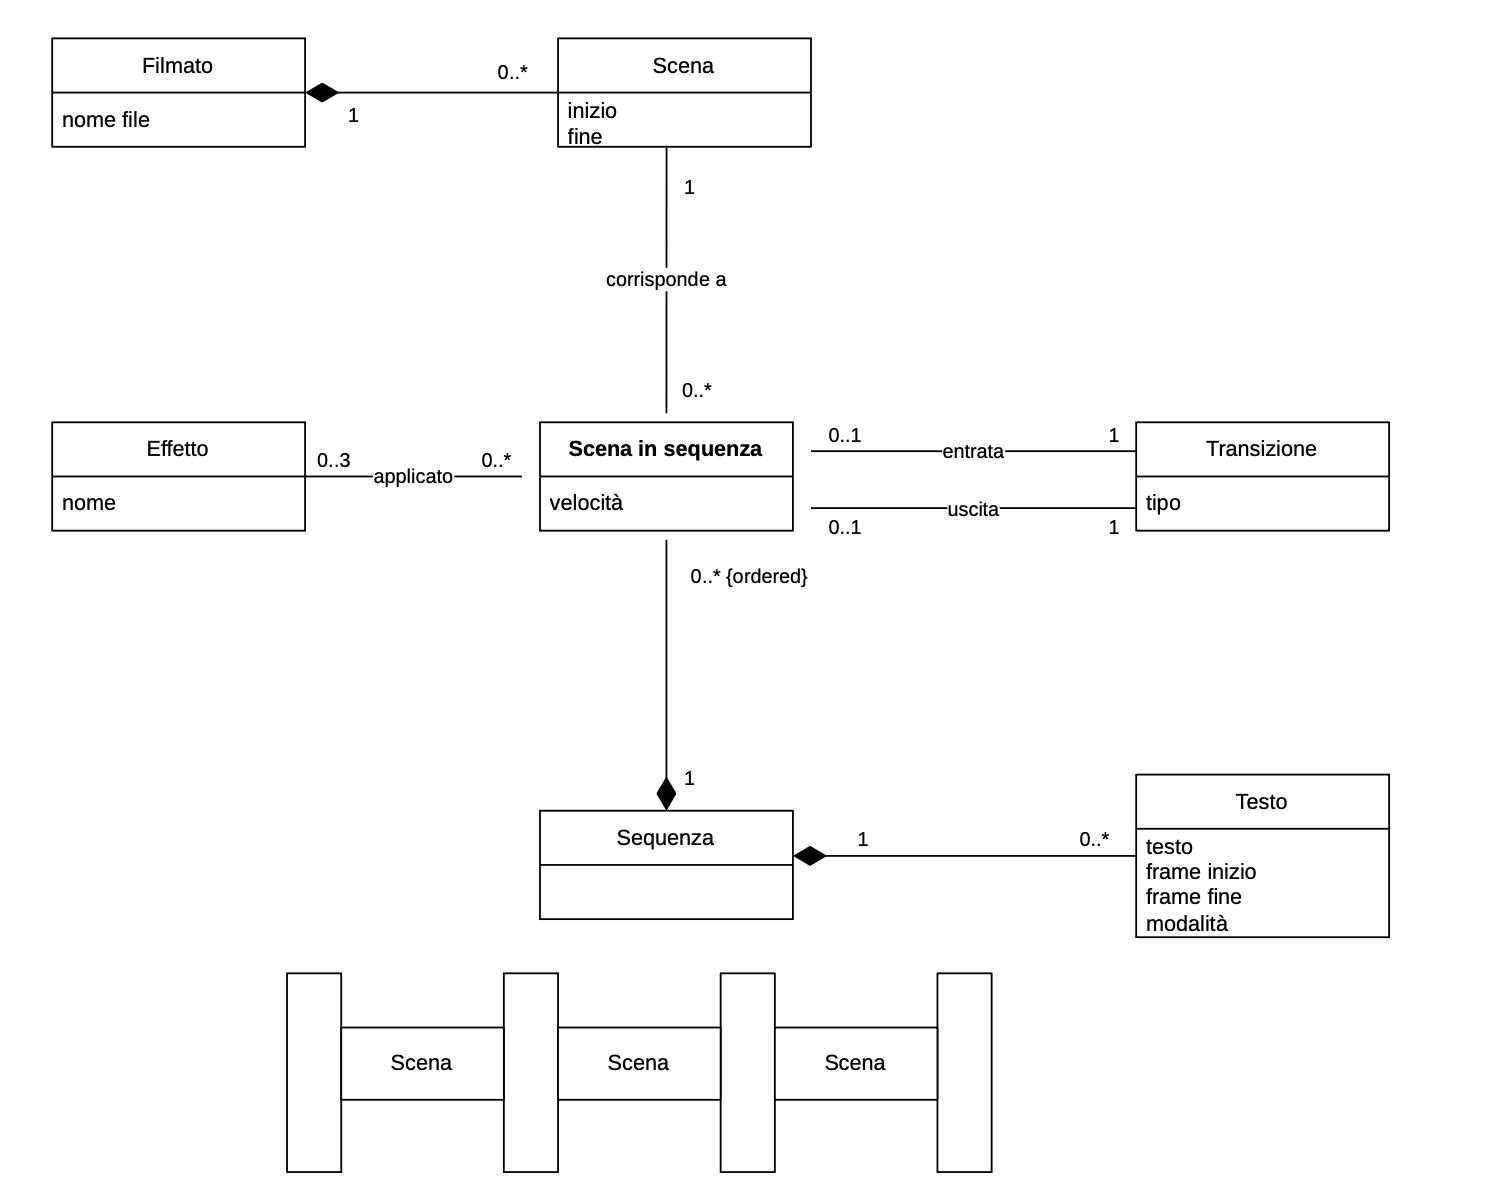 Filmato
nome file
1
0..*
Scena
inizio
fine
1
corrisponde a
0..*
Effetto
nome
0..3
applicato
0..*
Scena in sequenza
velocità
0..1
entrata
1
uscita
0..1
1
Transizione
tipo
0..* {ordered}
1
Sequenza
1
0..*
Testo
testo
frame inizio
frame fine
modalità
Scena
Scena
Scena